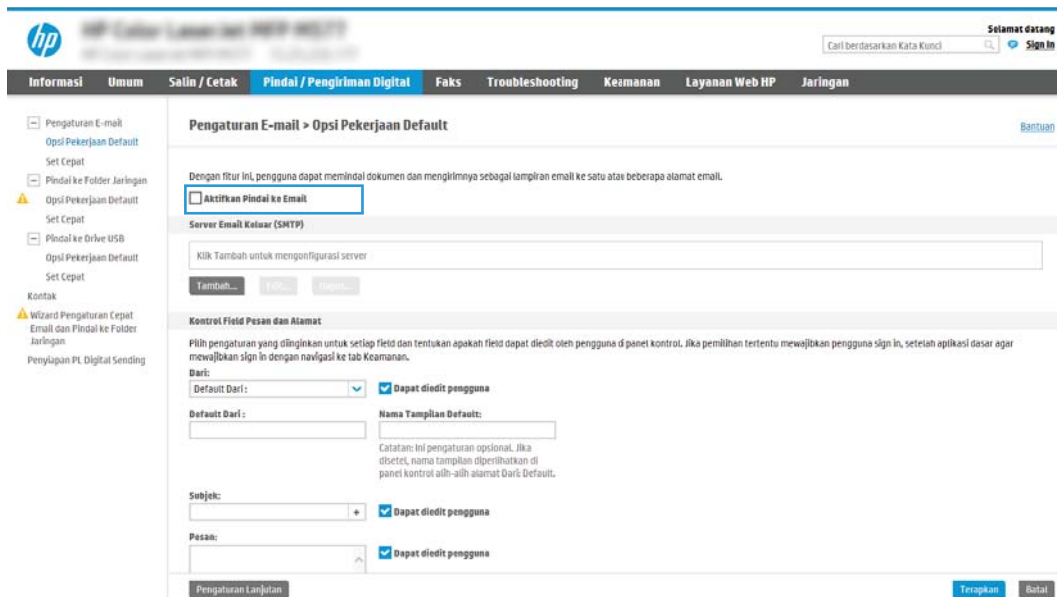 hp
Selamat datang
Cari berdasarkan Kata Kunci
Sign In
Informasi Umum Salin / Cetak Pindai / Pengiriman Digital Faks Troubleshooting Keamanan Layanan Web HP Jaringan
Pengaturan E-mail
Opsi Pekerjaan Default
Set Cepat
Pindai ke Folder Jaringan
Opsi Pekerjaan Default
Set Cepat
Pindai ke Drive USB
Opsi Pekerjaan Default
Set Cepat
Kontak
Wizard Pengaturan Cepat
Email dan Pindai ke Folder
Jaringan
Penyiapan PL Digital Sending
Pengaturan E-mail > Opsi Pekerjaan Default
Bantuan
Dengan fitur ini, pengguna dapat memindai dokumen dan mengirimnya sebagai lampiran email ke satu atau beberapa alamat email.
Aktifkan Pindai ke Email
Server Email Keluar (SMTP)
Klik Tambah untuk mengonfigurasi server
Tambah...
Kontrol Field Pesan dan Alamat
Pilih pengaturan yang diinginkan untuk setiap field dan tentukan apakah field dapat diedit oleh pengguna di panel kontrol. Jika pemilihan tertentu mewajibkan pengguna sign in, setelah aplikasi dasar agar
mewajibkan sign in dengan navigasi ke tab Keamanan.
Dari:
Default Dari :
Dapat diedit pengguna
Default Dari :
Nama Tampilan Default:
Catatan: Ini pengaturan opsional. Jika
disetel, nama tampilan diperlihatkan di
panel kontrol alih-alih alamat Dari: Default.
Subjek:
+
Dapat diedit pengguna
Pesan:
Dapat diedit pengguna
Pengaturan Lanjutan
Terapkan
Batal